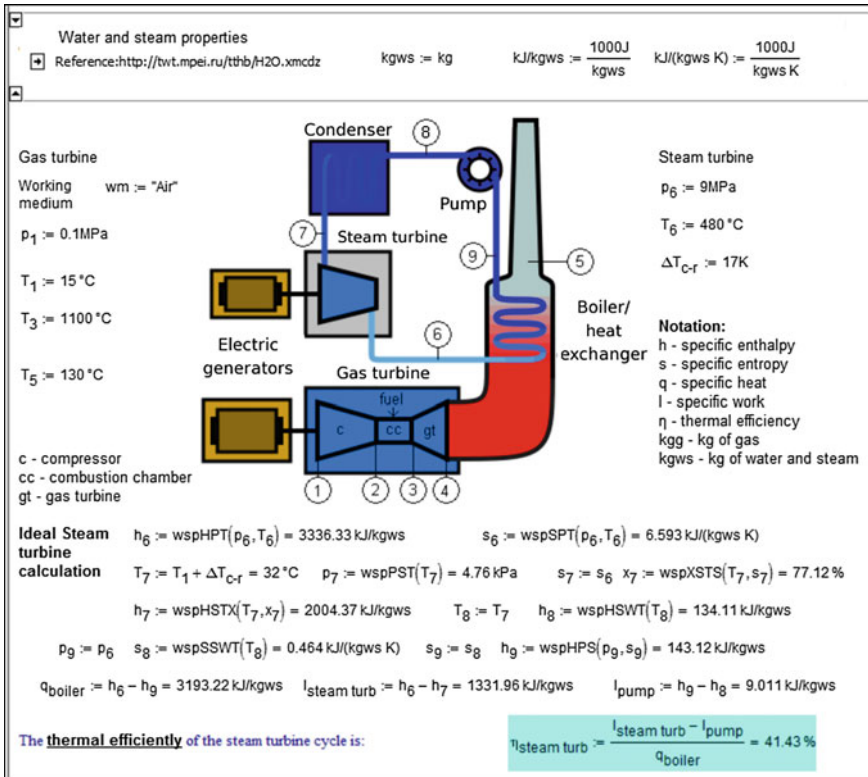 Water and steam properties
Reference:http://twt.mpei.ru/tthb/H2O.xmcdz
kgws := kg
kJ/kgws := 1000J / kgws
kJ/(kgws K) := 1000J / kgws K
Gas turbine
Working medium wm := "Air"
p1 := 0.1MPa
T1 := 15 °C
T3 := 1100 °C
T5 := 130 °C
c - compressor
cc - combustion chamber
gt - gas turbine
Condenser
8
Pump
7
Steam turbine
9
5
6
Boiler/
heat
exchanger
Electric
generators
Gas turbine
fuel
c
cc
gt
1
2
3
4
Steam turbine
p6 := 9MPa
T6 := 480 °C
ΔTc-r := 17K
Notation:
h - specific enthalpy
s - specific entropy
q - specific heat
l - specific work
η - thermal efficiency
kgg - kg of gas
kgws - kg of water and steam
Ideal Steam
turbine
calculation
h6 := wspHPT(p6,T6) = 3336.33 kJ/kgws
s6 := wspSPT(p6,T6) = 6.593 kJ/(kgws K)
T7 := T1 + ΔTc-r = 32 °C
p7 := wspPST(T7) = 4.76 kPa
s7 := s6
x7 := wspXSTS(T7,s7) = 77.12 %
h7 := wspHSTX(T7,x7) = 2004.37 kJ/kgws
T8 := T7
h8 := wspHSWT(T8) = 134.11 kJ/kgws
p9 := p6
s8 := wspSSWT(T8) = 0.464 kJ/(kgws K)
s9 := s8
h9 := wspHPS(p9,s9) = 143.12 kJ/kgws
qboiler := h6 − h9 = 3193.22 kJ/kgws
lsteam turb := h6 − h7 = 1331.96 kJ/kgws
lpump := h9 − h8 = 9.011 kJ/kgws
The thermal efficiently of the steam turbine cycle is:
ηsteam turb := lsteam turb − lpump / qboiler = 41.43 %